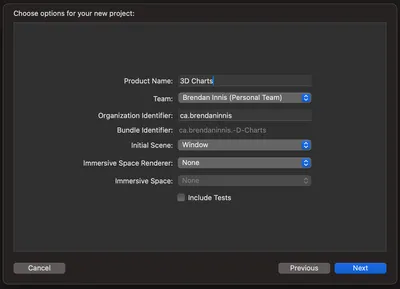 Choose options for your new project:
Product Name: 3D Charts
Team: Brendan Innis (Personal Team)
Organization Identifier: ca.brendaninnis
Bundle Identifier: ca.brendaninnis.-D-Charts
Initial Scene: Window
Immersive Space Renderer: None
Immersive Space: None
Include Tests
Cancel Previous Next